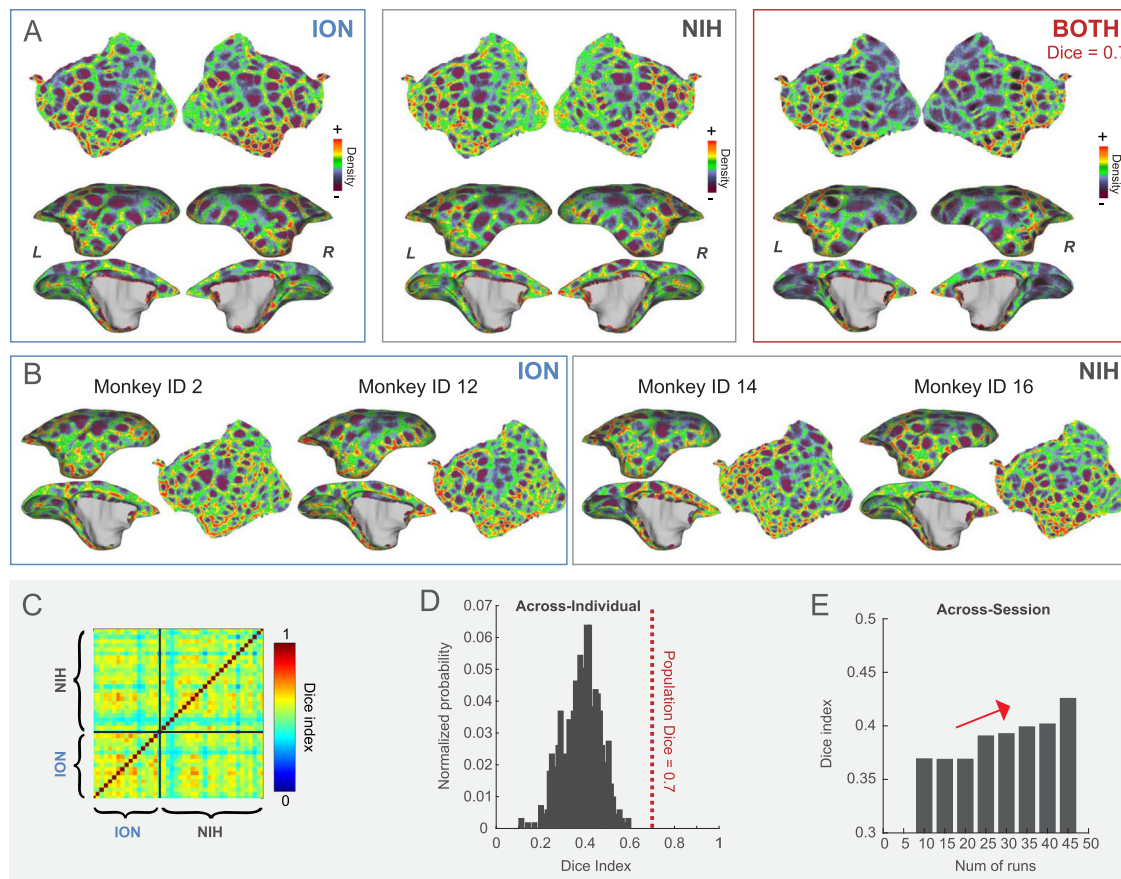 A
ION
NIH
BOTH
Dice = 0.7
+
Density
-
+
Density
-
+
Density
-
L
R
L
R
L
R
B
ION
NIH
Monkey ID 2
Monkey ID 12
Monkey ID 14
Monkey ID 16
C
NIH
ION
ION
NIH
1
Dice index
0
D
Across-Individual
Normalized probability
0.07
0.06
0.05
0.04
0.03
0.02
0.01
0
0
0.2
0.4
0.6
0.8
1
Dice Index
Population Dice = 0.7
E
Across-Session
Dice index
0.5
0.45
0.4
0.35
0.3
0
5
10
15
20
25
30
35
40
45
50
Num of runs